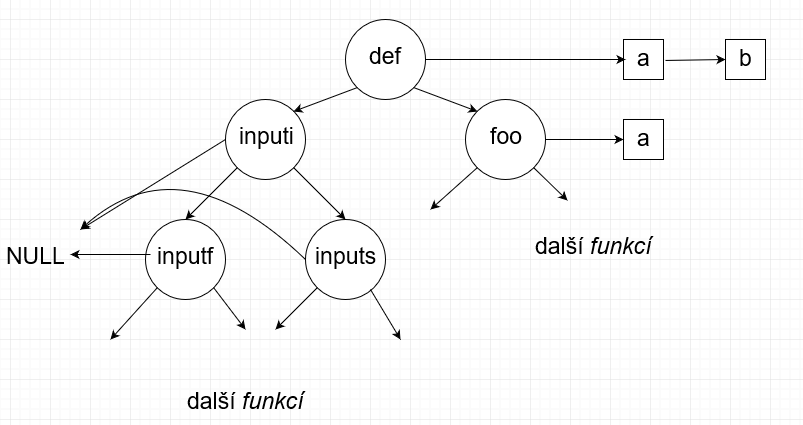 def
a
b
inputi
foo
a
NULL
inputf
inputs
další funkcí
další funkcí